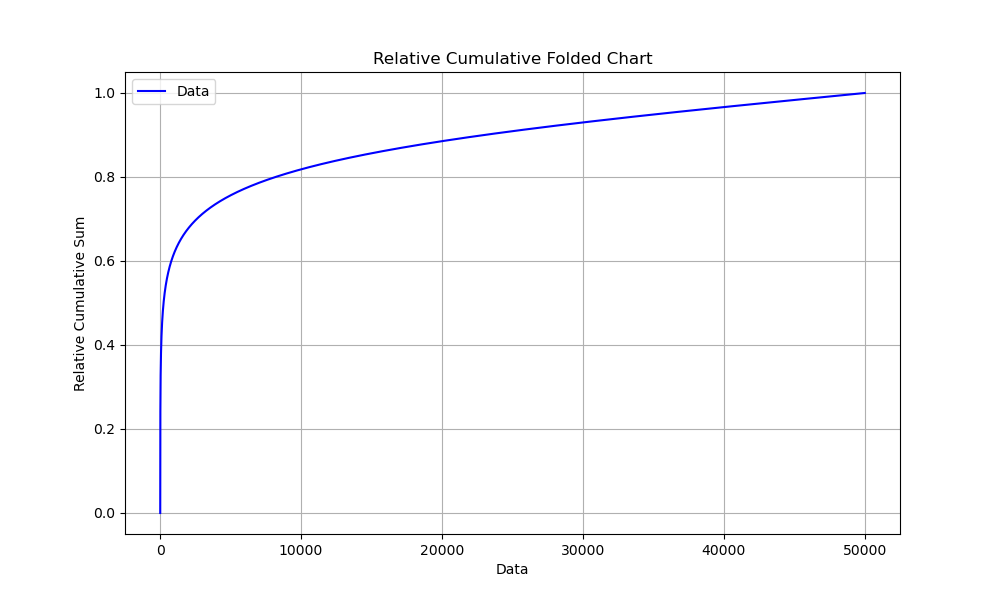 Relative Cumulative Folded Chart
Data
1.0
0.8
0.6
0.4
0.2
0.0
Relative Cumulative Sum
0 10000 20000 30000 40000 50000
Data